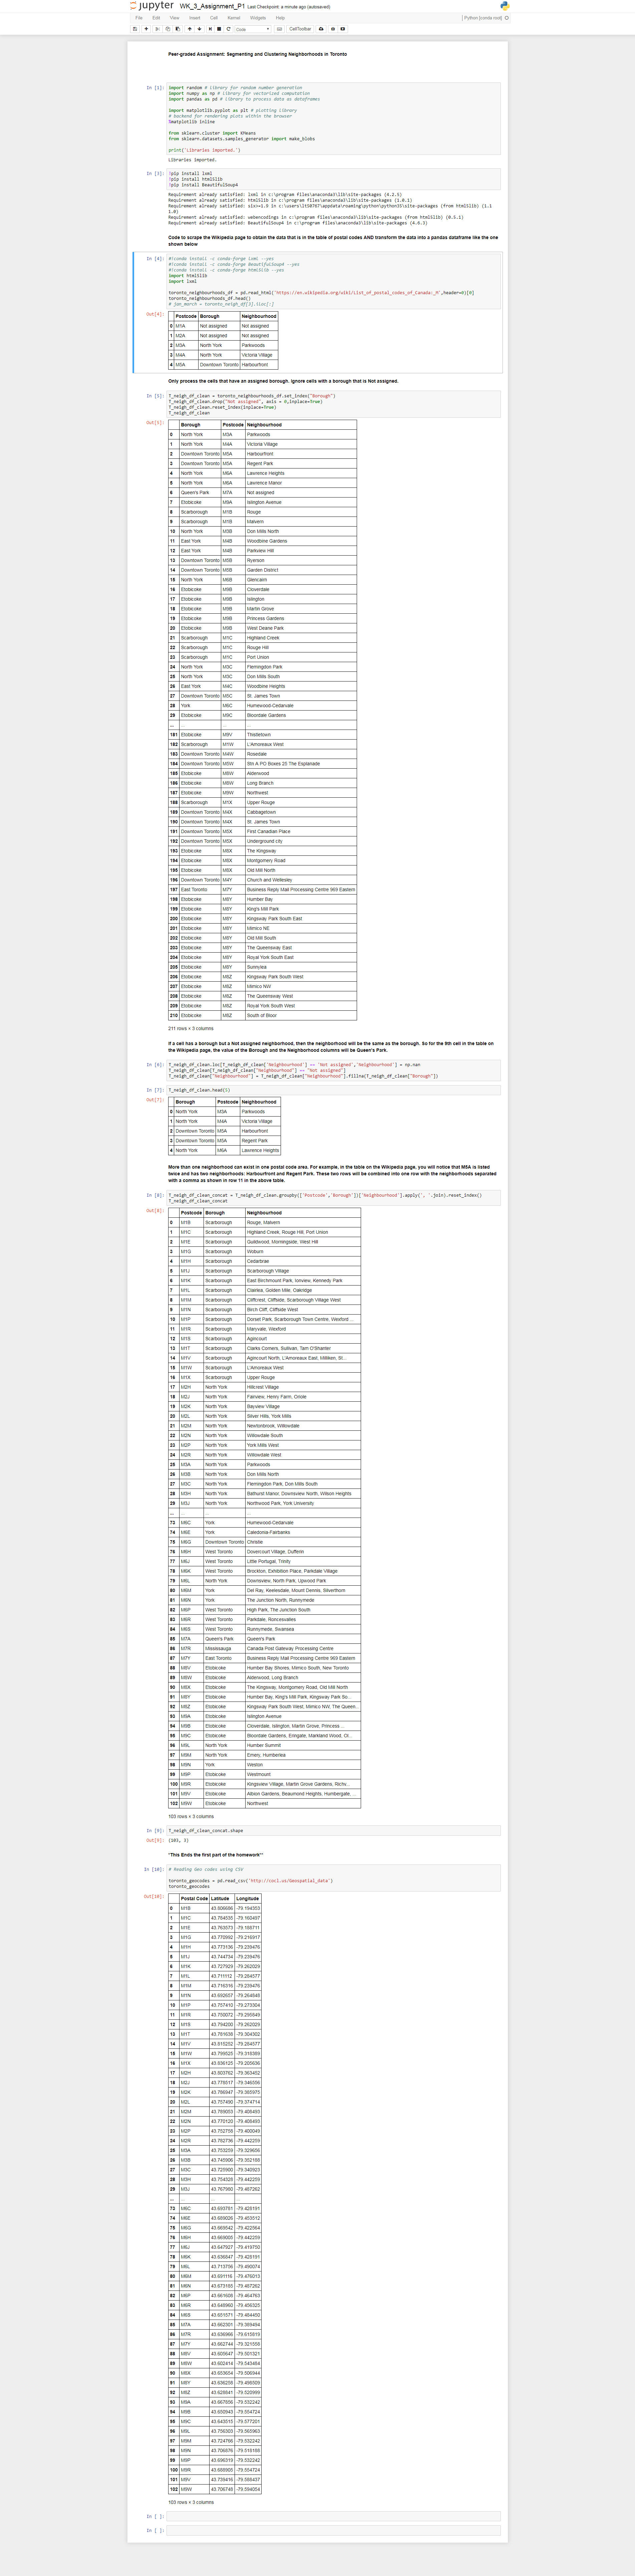 jupyter WK_3_Assignment_P1 Last Checkpoint: a minute ago (autosaved)
File Edit View Insert Cell Kernel Widgets Help Python [conda root]
Code CellToolbar
Peer-graded Assignment: Segmenting and Clustering Neighborhoods in Toronto
In [1]: import random # library for random number generation
import numpy as np # library for vectorized computation
import pandas as pd # library to process data as dataframes
import matplotlib.pyplot as plt # plotting library
# backend for rendering plots within the browser
%matplotlib inline
from sklearn.cluster import KMeans
from sklearn.datasets.samples_generator import make_blobs
print('Libraries imported.')
Libraries imported.
In [3]: !pip install lxml
!pip install html5lib
!pip install BeautifulSoup4
Requirement already satisfied: lxml in c:\program files\anaconda3\lib\site-packages (4.2.5)
Requirement already satisfied: html5lib in c:\program files\anaconda3\lib\site-packages (1.0.1)
Requirement already satisfied: webencodings in c:\program files\anaconda3\lib\site-packages (from html5lib) (0.5.1)
Requirement already satisfied: BeautifulSoup4 in c:\program files\anaconda3\lib\site-packages (4.6.3)
Code to scrape the Wikipedia page to obtain the data that is in the table of postal codes AND transform the data into a pandas dataframe like the one
shown below
In [4]: #!conda install -c conda-forge lxml --yes
#!conda install -c conda-forge BeautifulSoup4 --yes
#!conda install -c conda-forge html5lib --yes
import html5lib
import lxml
toronto_neighbourhoods_df = pd.read_html('https://en.wikipedia.org/wiki/List_of_postal_codes_of_Canada:_M',header=0)[0]
toronto_neighbourhoods_df.head()
Out[4]:
Postcode Borough Neighbourhood
0 M1A Not assigned Not assigned
1 M2A Not assigned Not assigned
2 M3A North York Parkwoods
3 M4A North York Victoria Village
4 M5A Downtown Toronto Harbourfront
Only process the cells that have an assigned borough. Ignore cells with a borough that is Not assigned.
In [5]: T_neigh_df_clean = toronto_neighbourhoods_df.set_index("Borough")
T_neigh_df_clean.drop("Not assigned", axis = 0,inplace=True)
T_neigh_df_clean.reset_index(inplace=True)
T_neigh_df_clean
Out[5]:
Borough Postcode Neighbourhood
0 North York M3A Parkwoods
1 North York M4A Victoria Village
2 Downtown Toronto M5A Harbourfront
3 Downtown Toronto M5A Regent Park
4 North York M6A Lawrence Heights
5 North York M6A Lawrence Manor
6 Queen's Park M7A Not assigned
7 Etobicoke M9A Islington Avenue
8 Scarborough M1B Rouge
9 Scarborough M1B Malvern
10 North York M3B Don Mills North
11 East York M4B Woodbine Gardens
12 East York M4B Parkview Hill
13 Downtown Toronto M5B Ryerson
14 Downtown Toronto M5B Garden District
15 North York M6B Glencairn
16 Etobicoke M9B Cloverdale
17 Etobicoke M9B Islington
18 Etobicoke M9B Martin Grove
19 Etobicoke M9B Princess Gardens
20 Etobicoke M9B West Deane Park
21 Scarborough M1C Highland Creek
22 Scarborough M1C Rouge Hill
23 Scarborough M1C Port Union
24 North York M3C Flemingdon Park
25 North York M3C Don Mills South
26 East York M4C Woodbine Heights
27 Downtown Toronto M5C St. James Town
28 York M6C Humewood-Cedarvale
29 Etobicoke M9C Bloordale Gardens
... ... ... ...
181 Etobicoke M9V Thistletown
182 Scarborough M1W L'Amoreaux West
183 Downtown Toronto M4W Rosedale
184 Downtown Toronto M5W Stn A PO Boxes 25 The Esplanade
185 Etobicoke M8W Alderwood
186 Etobicoke M8W Long Branch
187 Etobicoke M9W Northwest
188 Scarborough M1X Upper Rouge
189 Downtown Toronto M4X Cabbagetown
190 Downtown Toronto M4X St. James Town
191 Downtown Toronto M5X First Canadian Place
192 Downtown Toronto M5X Underground city
193 Etobicoke M8X The Kingsway
194 Etobicoke M8X Montgomery Road
195 Etobicoke M8X Old Mill North
196 Downtown Toronto M4Y Church and Wellesley
197 East Toronto M7Y Business Reply Mail Processing Centre 969 Eastern
198 Etobicoke M8Y Humber Bay
199 Etobicoke M8Y King's Mill Park
200 Etobicoke M8Y Kingsway Park South East
201 Etobicoke M8Y Mimico NE
202 Etobicoke M8Y Old Mill South
203 Etobicoke M8Y The Queensway East
204 Etobicoke M8Y Royal York South East
205 Etobicoke M8Y Sunnylea
206 Etobicoke M8Z Kingsway Park South West
207 Etobicoke M8Z Mimico NW
208 Etobicoke M8Z The Queensway West
209 Etobicoke M8Z Royal York South West
210 Etobicoke M8Z South of Bloor
211 rows × 3 columns
If a cell has a borough but a Not assigned neighborhood, then the neighborhood will be the same as the borough. So for the 9th cell in the table on
the Wikipedia page, the value of the Borough and the Neighborhood columns will be Queen's Park.
In [6]: T_neigh_df_clean.loc[T_neigh_df_clean['Neighbourhood'] == 'Not assigned','Neighbourhood'] = np.nan
T_neigh_df_clean[T_neigh_df_clean["Neighbourhood"] == "Not assigned"]
T_neigh_df_clean["Neighbourhood"] = T_neigh_df_clean["Neighbourhood"].fillna(T_neigh_df_clean["Borough"])
In [7]: T_neigh_df_clean.head(5)
Out[7]:
Borough Postcode Neighbourhood
0 North York M3A Parkwoods
1 North York M4A Victoria Village
2 Downtown Toronto M5A Harbourfront
3 Downtown Toronto M5A Regent Park
4 North York M6A Lawrence Heights
More than one neighborhood can exist in one postal code area. For example, in the table on the Wikipedia page, you will notice that M5A is listed
twice and has two neighborhoods: Harbourfront and Regent Park. These two rows will be combined into one row with the neighborhoods separated
with a comma as shown in row 11 in the above table.
In [8]: T_neigh_df_clean_concat = T_neigh_df_clean.groupby(['Postcode','Borough'])['Neighbourhood'].apply(', '.join).reset_index()
T_neigh_df_clean_concat
Out[8]:
Postcode Borough Neighbourhood
0 M1B Scarborough Rouge, Malvern
1 M1C Scarborough Highland Creek, Rouge Hill, Port Union
2 M1E Scarborough Guildwood, Morningside, West Hill
3 M1G Scarborough Woburn
4 M1H Scarborough Cedarbrae
5 M1J Scarborough Scarborough Village
6 M1K Scarborough East Birchmount Park, Ionview, Kennedy Park
7 M1L Scarborough Clairlea, Golden Mile, Oakridge
8 M1M Scarborough Cliffcrest, Cliffside, Scarborough Village West
9 M1N Scarborough Birch Cliff, Cliffside West
10 M1P Scarborough Dorset Park, Scarborough Town Centre, Wexford ...
11 M1R Scarborough Maryvale, Wexford
12 M1S Scarborough Agincourt
13 M1T Scarborough Clarks Corners, Sullivan, Tam O'Shanter
14 M1V Scarborough Agincourt North, L'Amoreaux East, Milliken, St...
15 M1W Scarborough L'Amoreaux West
16 M1X Scarborough Upper Rouge
17 M2H North York Hillcrest Village
18 M2J North York Fairview, Henry Farm, Oriole
19 M2K North York Bayview Village
20 M2L North York Silver Hills, York Mills
21 M2M North York Newtonbrook, Willowdale
22 M2N North York Willowdale South
23 M2P North York York Mills West
24 M2R North York Willowdale West
25 M3A North York Parkwoods
26 M3B North York Don Mills North
27 M3C North York Flemingdon Park, Don Mills South
28 M3H North York Bathurst Manor, Downsview North, Wilson Heights
29 M3J North York Northwood Park, York University
... ... ... ...
73 M6C York Humewood-Cedarvale
74 M6E York Caledonia-Fairbanks
75 M6G Downtown Toronto Christie
76 M6H West Toronto Dovercourt Village, Dufferin
77 M6J West Toronto Little Portugal, Trinity
78 M6K West Toronto Brockton, Exhibition Place, Parkdale Village
79 M6L North York Downsview, North Park, Upwood Park
80 M6M York Del Ray, Keelesdale, Mount Dennis, Silverthorn
81 M6N York The Junction North, Runnymede
82 M6P West Toronto High Park, The Junction South
83 M6R West Toronto Parkdale, Roncesvalles
84 M6S West Toronto Runnymede, Swansea
85 M7A Queen's Park Queen's Park
86 M7R Mississauga Canada Post Gateway Processing Centre
87 M7Y East Toronto Business Reply Mail Processing Centre 969 Eastern
88 M8V Etobicoke Humber Bay Shores, Mimico South, New Toronto
89 M8W Etobicoke Alderwood, Long Branch
90 M8X Etobicoke The Kingsway, Montgomery Road, Old Mill North
91 M8Y Etobicoke Humber Bay, King's Mill Park, Kingsway Park So...
92 M8Z Etobicoke Kingsway Park South West, Mimico NW, The Queen...
93 M9A Etobicoke Islington Avenue
94 M9B Etobicoke Cloverdale, Islington, Martin Grove, Princess ...
95 M9C Etobicoke Bloordale Gardens, Eringate, Markland Wood, Ol...
96 M9L North York Humber Summit
97 M9M North York Emery, Humberlea
98 M9N York Weston
99 M9P Etobicoke Westmount
100 M9R Etobicoke Kingsview Village, Martin Grove Gardens, Richv...
101 M9V Etobicoke Albion Gardens, Beaumond Heights, Humbergate, ...
102 M9W Etobicoke Northwest
103 rows × 3 columns
In [9]: T_neigh_df_clean_concat.shape
Out[9]: (103, 3)
"This Ends the first part of the homework"
In [10]: # Reading Geo codes using CSV
toronto_geocodes = pd.read_csv('http://cocl.us/Geospatial_data')
toronto_geocodes
Out[10]:
Postal Code Latitude Longitude
0 M1B 43.806686 -79.194353
1 M1C 43.784535 -79.160497
2 M1E 43.763573 -79.188711
3 M1G 43.770992 -79.216917
4 M1H 43.773136 -79.239476
5 M1J 43.744734 -79.239476
6 M1K 43.727929 -79.262029
7 M1L 43.711112 -79.284577
8 M1M 43.716316 -79.239476
9 M1N 43.692657 -79.264848
10 M1P 43.757410 -79.273304
11 M1R 43.750072 -79.295849
12 M1S 43.794200 -79.262029
13 M1T 43.781638 -79.304302
14 M1V 43.815252 -79.284577
15 M1W 43.799525 -79.318389
16 M1X 43.836125 -79.205636
17 M2H 43.803762 -79.363452
18 M2J 43.778517 -79.346556
19 M2K 43.786947 -79.385975
20 M2L 43.757490 -79.374714
21 M2M 43.789053 -79.408493
22 M2N 43.770120 -79.408493
23 M2P 43.752758 -79.400049
24 M2R 43.782736 -79.442259
25 M3A 43.753259 -79.329656
26 M3B 43.745906 -79.352188
27 M3C 43.725900 -79.340923
28 M3H 43.754328 -79.442259
29 M3J 43.767980 -79.487262
... ... ... ...
73 M6C 43.693781 -79.428191
74 M6E 43.689026 -79.453512
75 M6G 43.669542 -79.422564
76 M6H 43.669005 -79.442259
77 M6J 43.647927 -79.419750
78 M6K 43.636847 -79.428191
79 M6L 43.713756 -79.490074
80 M6M 43.691116 -79.476013
81 M6N 43.673185 -79.487262
82 M6P 43.661608 -79.464763
83 M6R 43.648960 -79.456325
84 M6S 43.651571 -79.484450
85 M7A 43.662301 -79.389494
86 M7R 43.636966 -79.615819
87 M7Y 43.662744 -79.321558
88 M8V 43.605647 -79.501321
89 M8W 43.602414 -79.543484
90 M8X 43.653654 -79.506944
91 M8Y 43.636258 -79.498509
92 M8Z 43.628841 -79.520999
93 M9A 43.667856 -79.532242
94 M9B 43.650943 -79.554724
95 M9C 43.643515 -79.577201
96 M9L 43.756303 -79.565963
97 M9M 43.724766 -79.532242
98 M9N 43.706876 -79.518188
99 M9P 43.696319 -79.532242
100 M9R 43.688905 -79.554724
101 M9V 43.739416 -79.588437
102 M9W 43.706748 -79.594054
103 rows × 3 columns
In [ ]:
In [ ]: